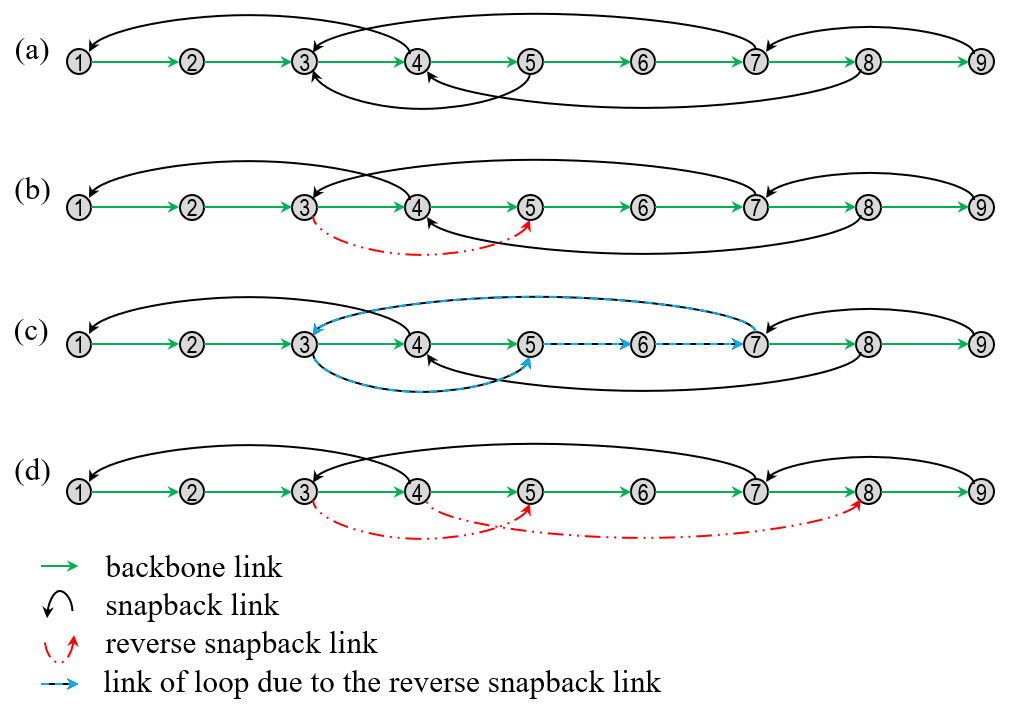 (a) 1 2 3 4 5 6 7 8 9
(b) 1 2 3 4 5 6 7 8 9
(c) 1 2 3 4 5 6 7 8 9
(d) 1 2 3 4 5 6 7 8 9
backbone link
snapback link
reverse snapback link
link of loop due to the reverse snapback link